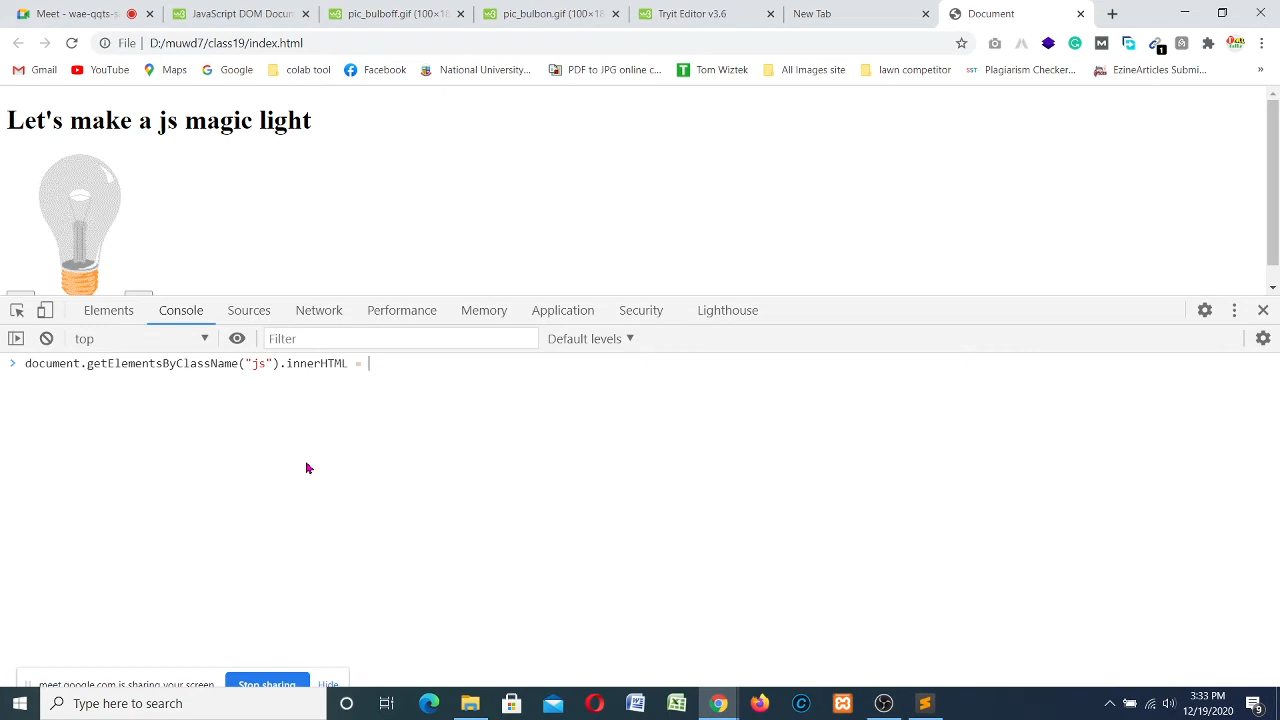 Meet - wae-qqts-s
JavaScript DOM Docun
pic_bulboff.gif (100×18
pic_bulbon.gif (100×18
Tryit Editor v3.6
New Tab
Document
File
D:/muwd7/class19/index.html
Gmail
YouTube
Maps
Google
colab tool
Facebook
National University...
PDF to JPG online c...
Tom Wiztek
All Images site
lawn competitor
Plagiarism Checker...
EzineArticles Submi...
»
Let's make a js magic light
Elements
Console
Sources
Network
Performance
Memory
Application
Security
Lighthouse
top
Filter
Default levels
document.getElementsByClassName("js").innerHTML =
meet.google.com is sharing your screen.
Stop sharing
Hide
Type here to search
3:33 PM
12/19/2020